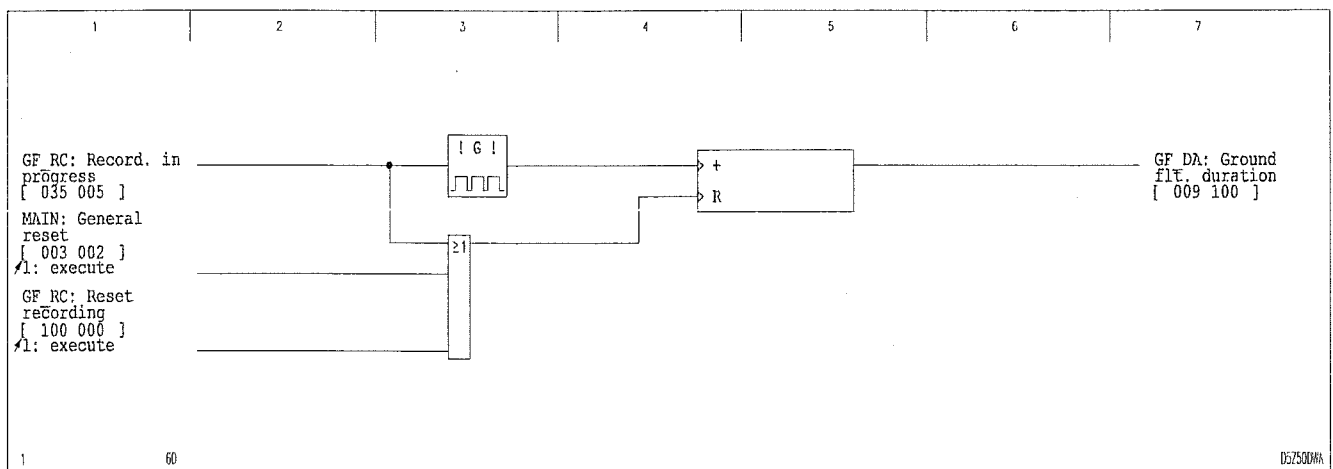 1 2 3 4 5 6 7
! G !
GF_RC: Record. in
progress
[ 035 005 ]
+
R
GF_DA: Ground
flt. duration
[ 009 100 ]
MAIN: General
reset
[ 003 002 ]
1: execute
≥1
GF_RC: Reset
recording
[ 100 000 ]
1: execute
1 60 D5Z50DWA